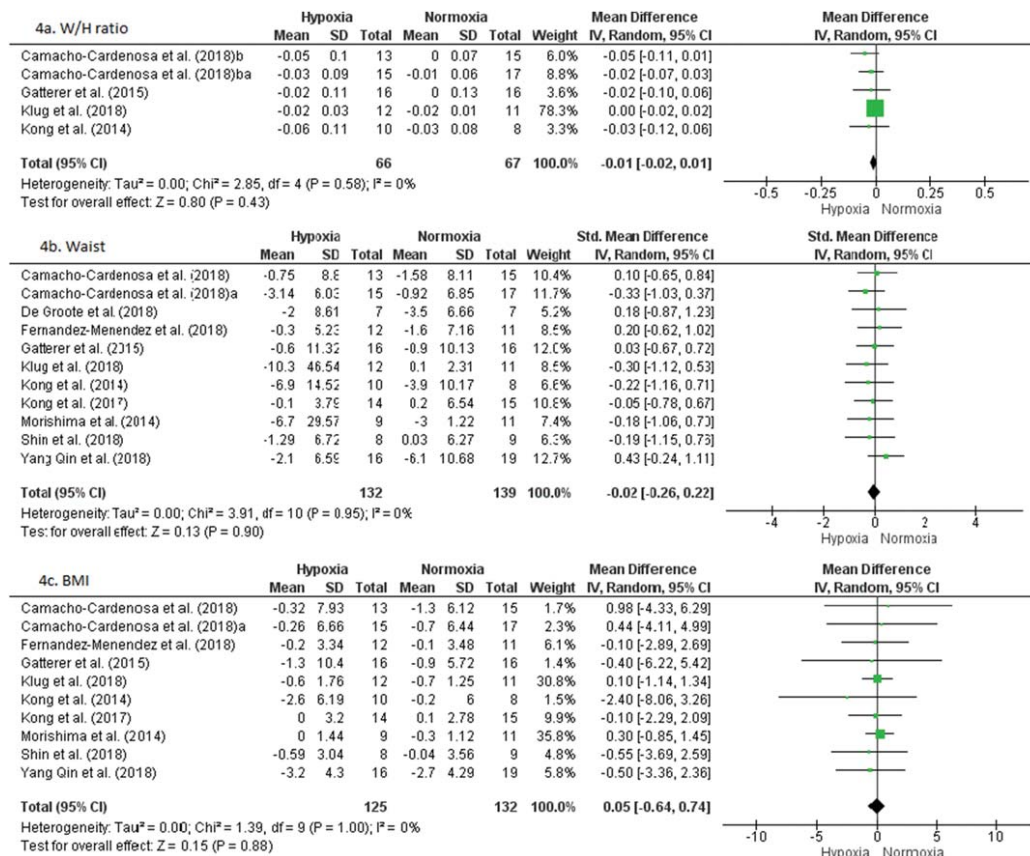 4a. W/H ratio Hypoxia Normoxia Mean Difference Mean Difference
Mean SD Total Mean SD Total Weight IV, Random, 95% CI IV, Random, 95% CI
Camacho-Cardenosa et al. (2018)b -0.05 0.1 13 0 0.07 15 6.0% -0.05 [-0.11, 0.01]
Camacho-Cardenosa et al. (2018)ba -0.03 0.09 15 -0.01 0.06 17 8.8% -0.02 [-0.07, 0.03]
Gatterer et al. (2015) -0.02 0.11 16 0 0.13 16 3.6% -0.02 [-0.10, 0.06]
Klug et al. (2018) -0.02 0.03 12 -0.02 0.01 11 78.3% 0.00 [-0.02, 0.02]
Kong et al. (2014) -0.06 0.11 10 -0.03 0.08 8 3.3% -0.03 [-0.12, 0.06]
Total (95% CI) 66 67 100.0% -0.01 [-0.02, 0.01]
Heterogeneity: Tau² = 0.00; Chi² = 2.85, df = 4 (P = 0.58); I² = 0%
Test for overall effect: Z = 0.80 (P = 0.43)
-0.5 -0.25 0 0.25 0.5
Hypoxia Normoxia
4b. Waist Hypoxia Normoxia Std. Mean Difference Std. Mean Difference
Mean SD Total Mean SD Total Weight IV, Random, 95% CI IV, Random, 95% CI
Camacho-Cardenosa et al. (2018) -0.75 8.8 13 -1.58 8.11 15 10.4% 0.10 [-0.65, 0.84]
Camacho-Cardenosa et al. (2018)a -3.14 6.03 15 -0.92 6.85 17 11.7% -0.33 [-1.03, 0.37]
De Groote et al. (2018) -2 8.61 7 -3.5 6.66 7 5.2% 0.18 [-0.87, 1.23]
Fernandez-Menendez et al. (2018) -0.3 5.23 12 -1.6 7.16 11 8.5% 0.20 [-0.62, 1.02]
Gatterer et al. (2015) -0.6 11.32 16 -0.9 10.13 16 12.0% 0.03 [-0.67, 0.72]
Klug et al. (2018) -10.3 46.54 12 0.1 2.31 11 8.5% -0.30 [-1.12, 0.53]
Kong et al. (2014) -6.9 14.52 10 -3.9 10.17 8 6.6% -0.22 [-1.16, 0.71]
Kong et al. (2017) -0.1 3.79 14 0.2 6.54 15 10.8% -0.05 [-0.78, 0.67]
Morishima et al. (2014) -6.7 29.57 9 -3 1.22 11 7.4% -0.18 [-1.06, 0.70]
Shin et al. (2018) -1.29 6.72 8 0.03 6.27 9 6.3% -0.19 [-1.15, 0.76]
Yang Qin et al. (2018) -2.1 6.59 16 -6.1 10.68 19 12.7% 0.43 [-0.24, 1.11]
Total (95% CI) 132 139 100.0% -0.02 [-0.26, 0.22]
Heterogeneity: Tau² = 0.00; Chi² = 3.91, df = 10 (P = 0.95); I² = 0%
Test for overall effect: Z = 0.13 (P = 0.90)
-4 -2 0 2 4
Hypoxia Normoxia
4c. BMI Hypoxia Normoxia Mean Difference Mean Difference
Mean SD Total Mean SD Total Weight IV, Random, 95% CI IV, Random, 95% CI
Camacho-Cardenosa et al. (2018) -0.32 7.93 13 -1.3 6.12 15 1.7% 0.98 [-4.33, 6.29]
Camacho-Cardenosa et al. (2018)a -0.26 6.66 15 -0.7 6.44 17 2.3% 0.44 [-4.11, 4.99]
Fernandez-Menendez et al. (2018) -0.2 3.34 12 -0.1 3.48 11 6.1% -0.10 [-2.89, 2.69]
Gatterer et al. (2015) -1.3 10.4 16 -0.9 5.72 16 1.4% -0.40 [-6.22, 5.42]
Klug et al. (2018) -0.6 1.76 12 -0.7 1.25 11 30.8% 0.10 [-1.14, 1.34]
Kong et al. (2014) -2.6 6.19 10 -0.2 6 8 1.5% -2.40 [-8.06, 3.26]
Kong et al. (2017) 0 3.2 14 0.1 2.78 15 9.9% -0.10 [-2.29, 2.09]
Morishima et al. (2014) 0 1.44 9 -0.3 1.12 11 35.8% 0.30 [-0.85, 1.45]
Shin et al. (2018) -0.59 3.04 8 -0.04 3.56 9 4.8% -0.55 [-3.69, 2.59]
Yang Qin et al. (2018) -3.2 4.3 16 -2.7 4.29 19 5.8% -0.50 [-3.36, 2.36]
Total (95% CI) 125 132 100.0% 0.05 [-0.64, 0.74]
Heterogeneity: Tau² = 0.00; Chi² = 1.39, df = 9 (P = 1.00); I² = 0%
Test for overall effect: Z = 0.15 (P = 0.88)
-10 -5 0 5 10
Hypoxia Normoxia